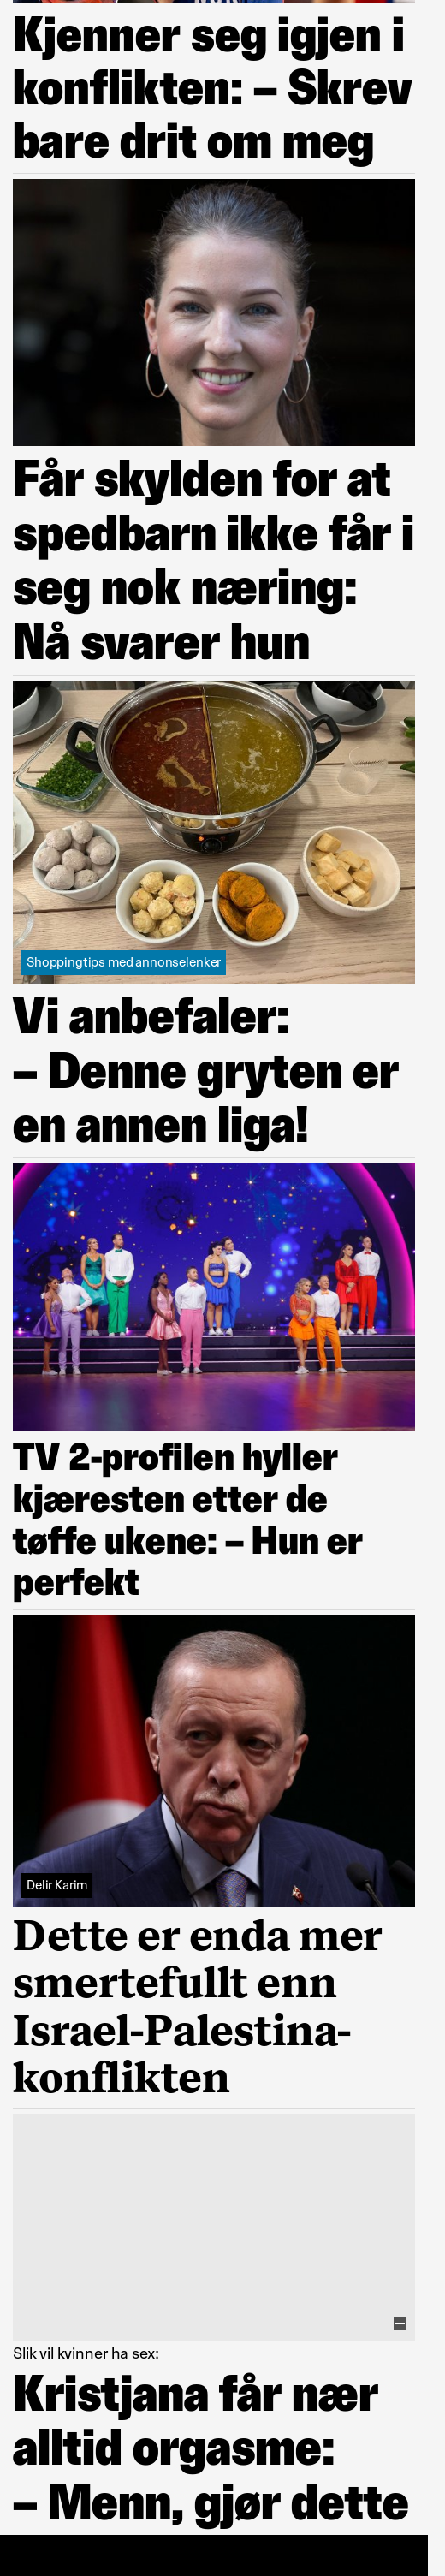 Kjenner seg igjen i
konflikten: – Skrev
bare drit om meg
Får skylden for at
spedbarn ikke får i
seg nok næring:
Nå svarer hun
Shoppingtips med annonselenker
Vi anbefaler:
– Denne gryten er
en annen liga!
TV 2-profilen hyller
kjæresten etter de
tøffe ukene: – Hun er
perfekt
Delir Karim
Dette er enda mer
smertefullt enn
Israel-Palestina-
konflikten
Slik vil kvinner ha sex:
Kristjana får nær
alltid orgasme:
– Menn, gjør dette